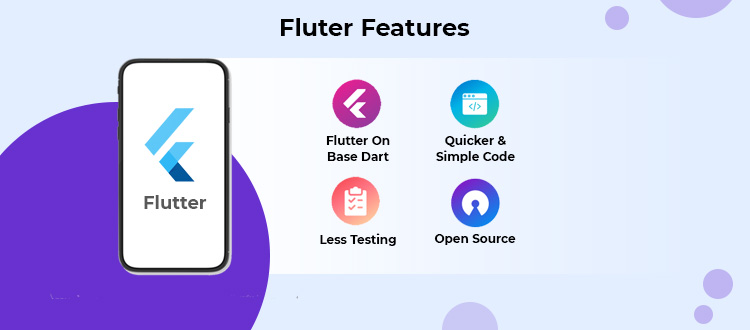 Fluter Features
Flutter
Flutter On
Base Dart
Quicker &
Simple Code
Less Testing
Open Source